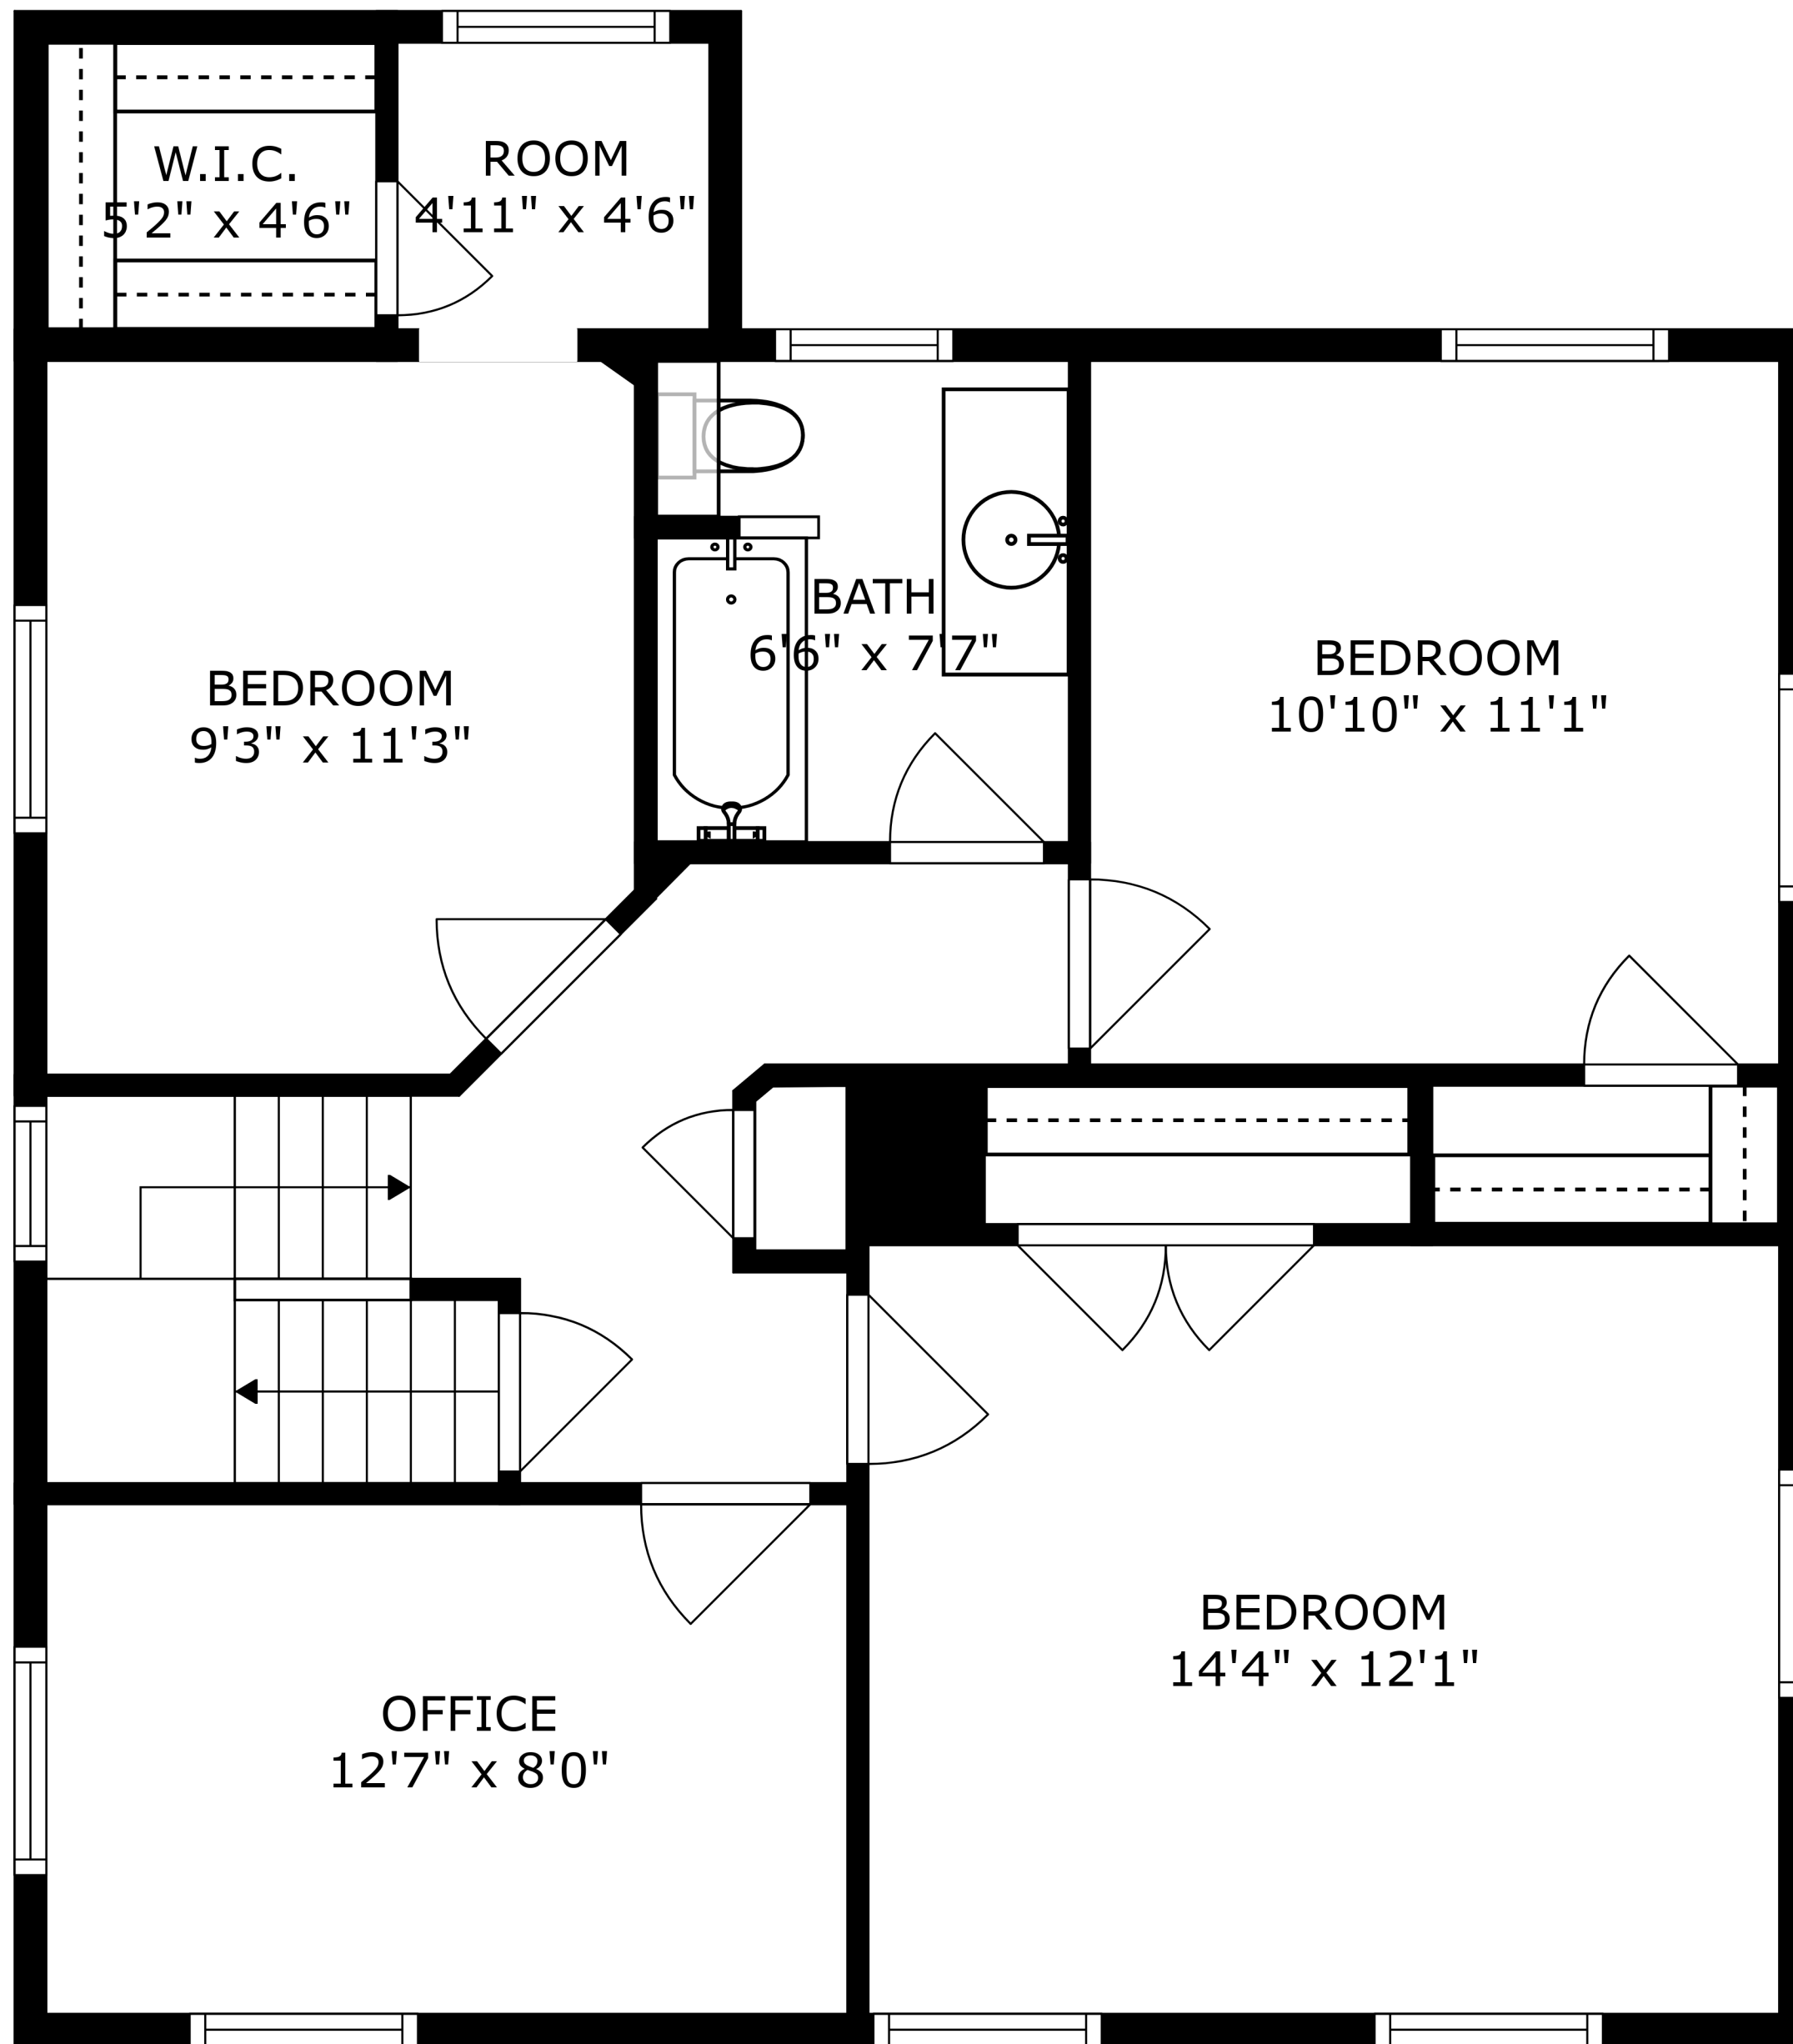 W.I.C.
5'2" x 4'6"
ROOM
4'11" x 4'6"
BATH
6'6" x 7'7"
BEDROOM
10'10" x 11'1"
BEDROOM
9'3" x 11'3"
BEDROOM
14'4" x 12'1"
OFFICE
12'7" x 8'0"